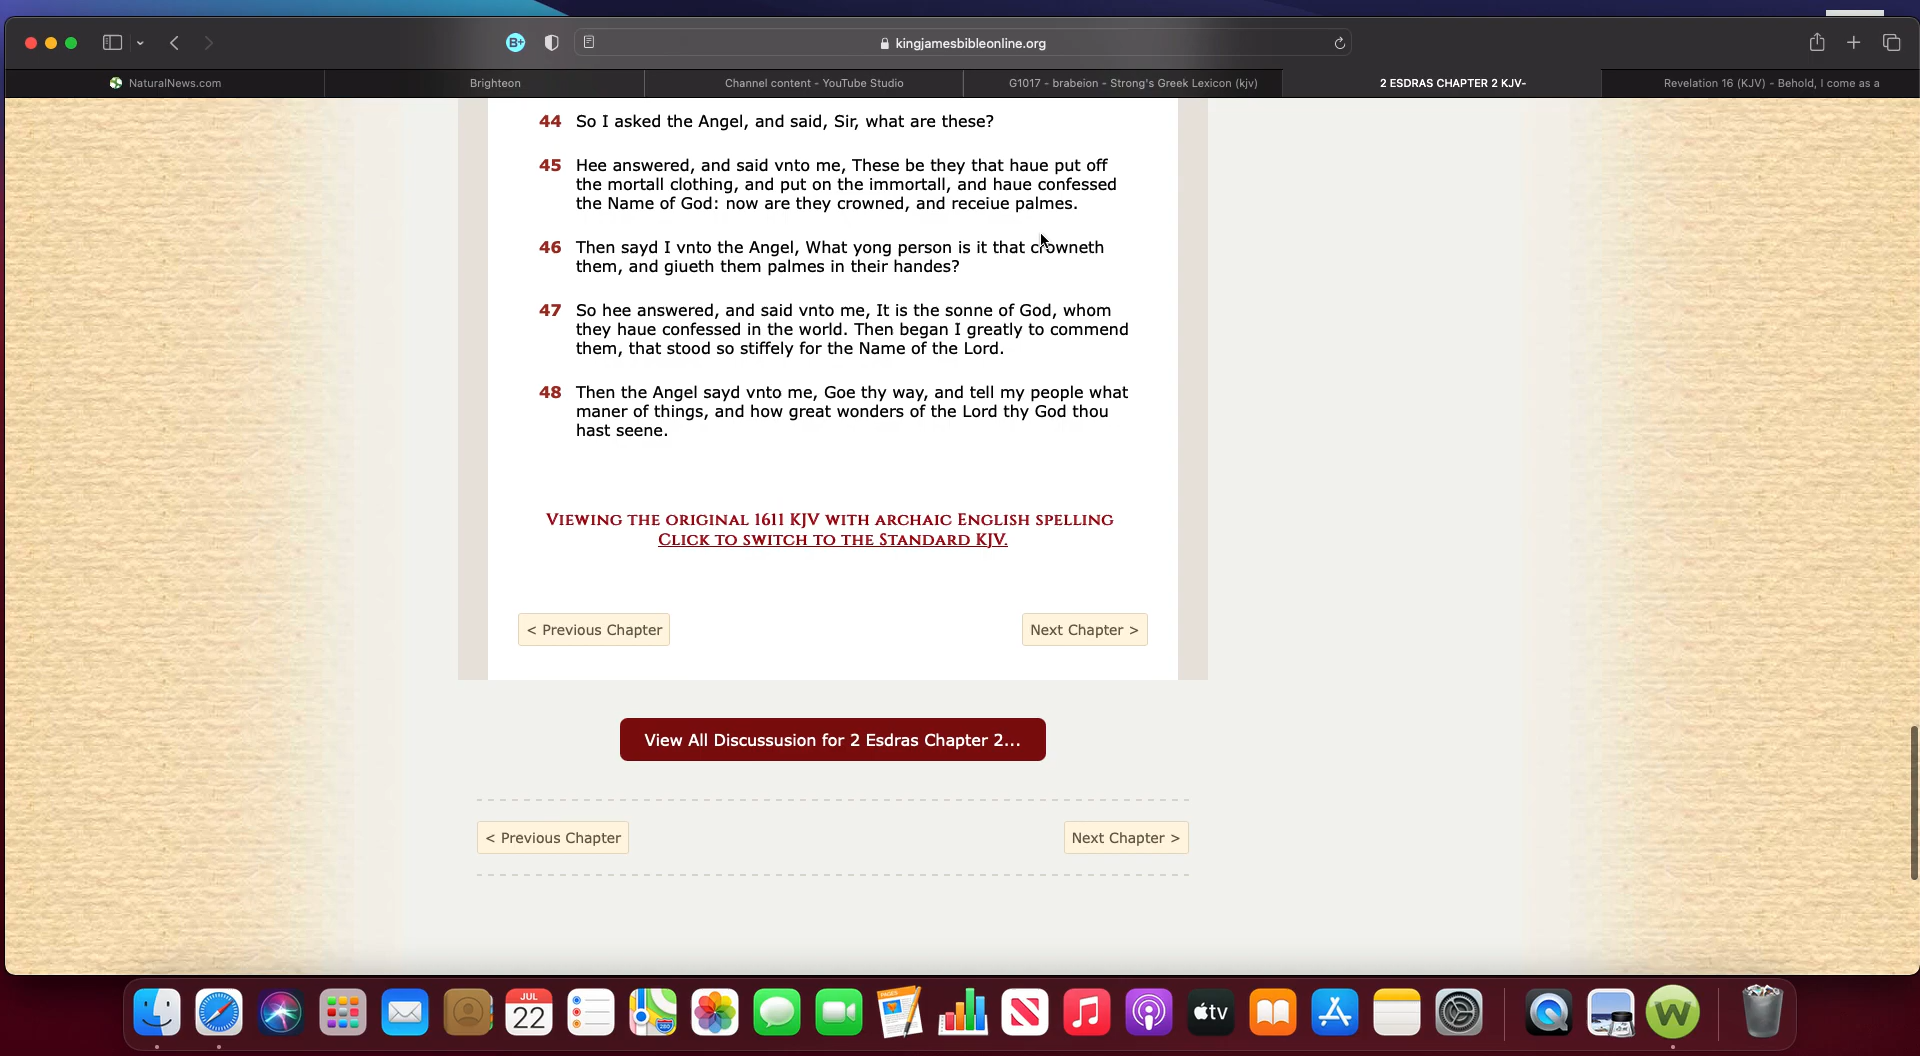 B+
kingjamesbibleonline.org
NaturalNews.com
Brighteon
Channel content - YouTube Studio
G1017 - brabeion - Strong's Greek Lexicon (kjv)
2 ESDRAS CHAPTER 2 KJV-
Revelation 16 (KJV) - Behold, I come as a
44 So I asked the Angel, and said, Sir, what are these?
45 Hee answered, and said vnto me, These be they that haue put off
the mortall clothing, and put on the immortall, and haue confessed
the Name of God: now are they crowned, and receiue palmes.
46 Then sayd I vnto the Angel, What yong person is it that crowneth
them, and giueth them palmes in their handes?
47 So hee answered, and said vnto me, It is the sonne of God, whom
they haue confessed in the world. Then began I greatly to commend
them, that stood so stiffely for the Name of the Lord.
48 Then the Angel sayd vnto me, Goe thy way, and tell my people what
maner of things, and how great wonders of the Lord thy God thou
hast seene.
Viewing the original 1611 KJV with archaic English spelling
Click to switch to the Standard KJV.
< Previous Chapter
Next Chapter >
View All Discussusion for 2 Esdras Chapter 2...
< Previous Chapter
Next Chapter >
JUL
22
280
PAGES
tv
W